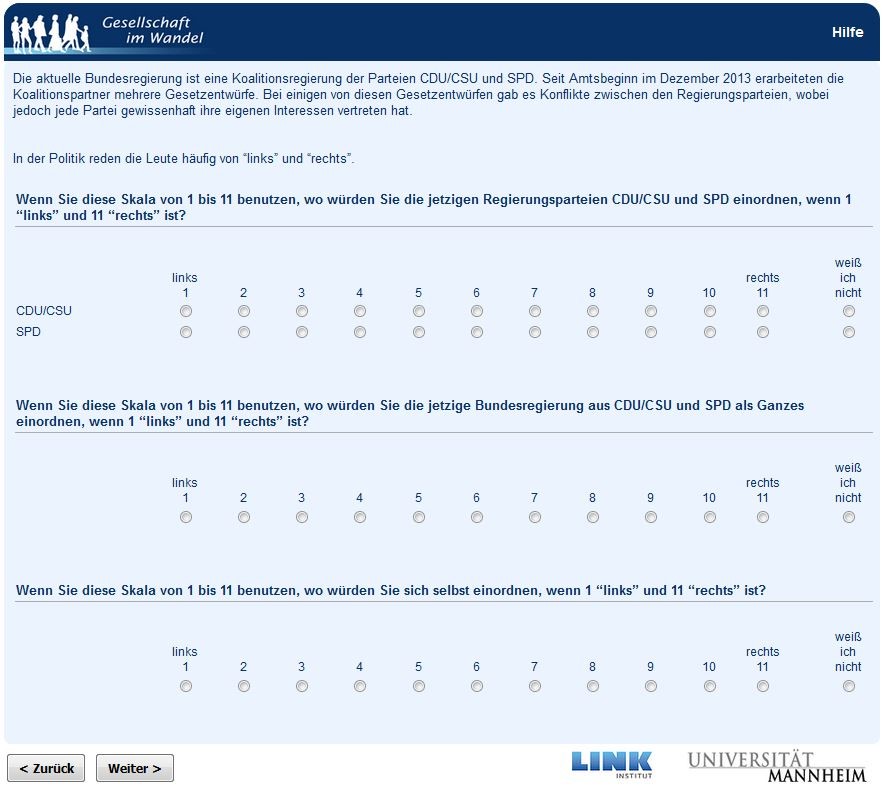 Gesellschaft
im Wandel
Hilfe
Die aktuelle Bundesregierung ist eine Koalitionsregierung der Parteien CDU/CSU und SPD. Seit Amtsbeginn im Dezember 2013 erarbeiteten die
Koalitionspartner mehrere Gesetzentwürfe. Bei einigen von diesen Gesetzentwürfen gab es Konflikte zwischen den Regierungsparteien, wobei
jedoch jede Partei gewissenhaft ihre eigenen Interessen vertreten hat.
In der Politik reden die Leute häufig von “links” und “rechts”.
Wenn Sie diese Skala von 1 bis 11 benutzen, wo würden Sie die jetzigen Regierungsparteien CDU/CSU und SPD einordnen, wenn 1
“links” und 11 “rechts” ist?
weiß
links rechts ich
1 2 3 4 5 6 7 8 9 10 11 nicht
CDU/CSU
SPD
Wenn Sie diese Skala von 1 bis 11 benutzen, wo würden Sie die jetzige Bundesregierung aus CDU/CSU und SPD als Ganzes
einordnen, wenn 1 “links” und 11 “rechts” ist?
weiß
links rechts ich
1 2 3 4 5 6 7 8 9 10 11 nicht
Wenn Sie diese Skala von 1 bis 11 benutzen, wo würden Sie sich selbst einordnen, wenn 1 “links” und 11 “rechts” ist?
weiß
links rechts ich
1 2 3 4 5 6 7 8 9 10 11 nicht
< Zurück Weiter >
LINK
INSTITUT
UNIVERSITÄT
MANNHEIM